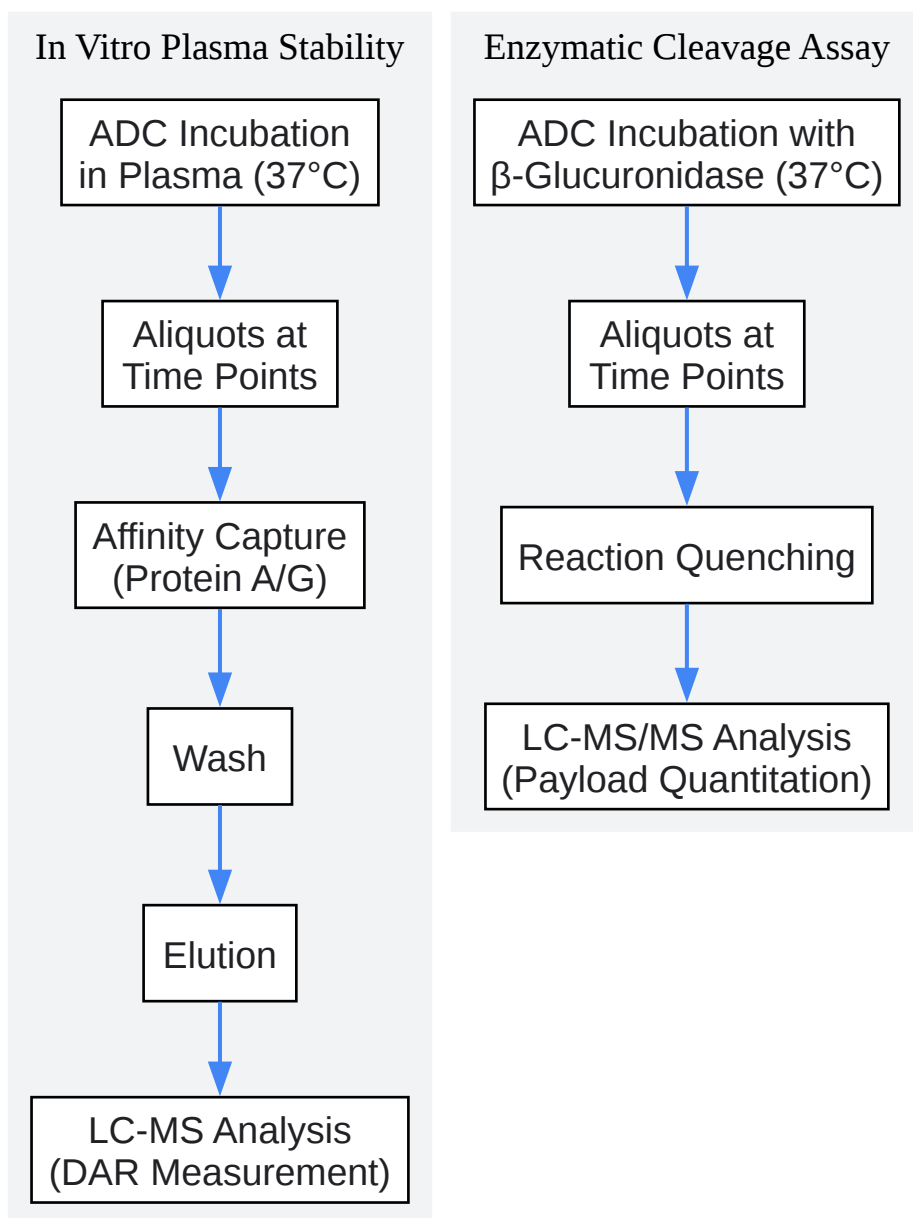 In Vitro Plasma Stability
ADC Incubation
in Plasma (37°C)
Aliquots at
Time Points
Affinity Capture
(Protein A/G)
Wash
Elution
LC-MS Analysis
(DAR Measurement)
Enzymatic Cleavage Assay
ADC Incubation with
β-Glucuronidase (37°C)
Aliquots at
Time Points
Reaction Quenching
LC-MS/MS Analysis
(Payload Quantitation)